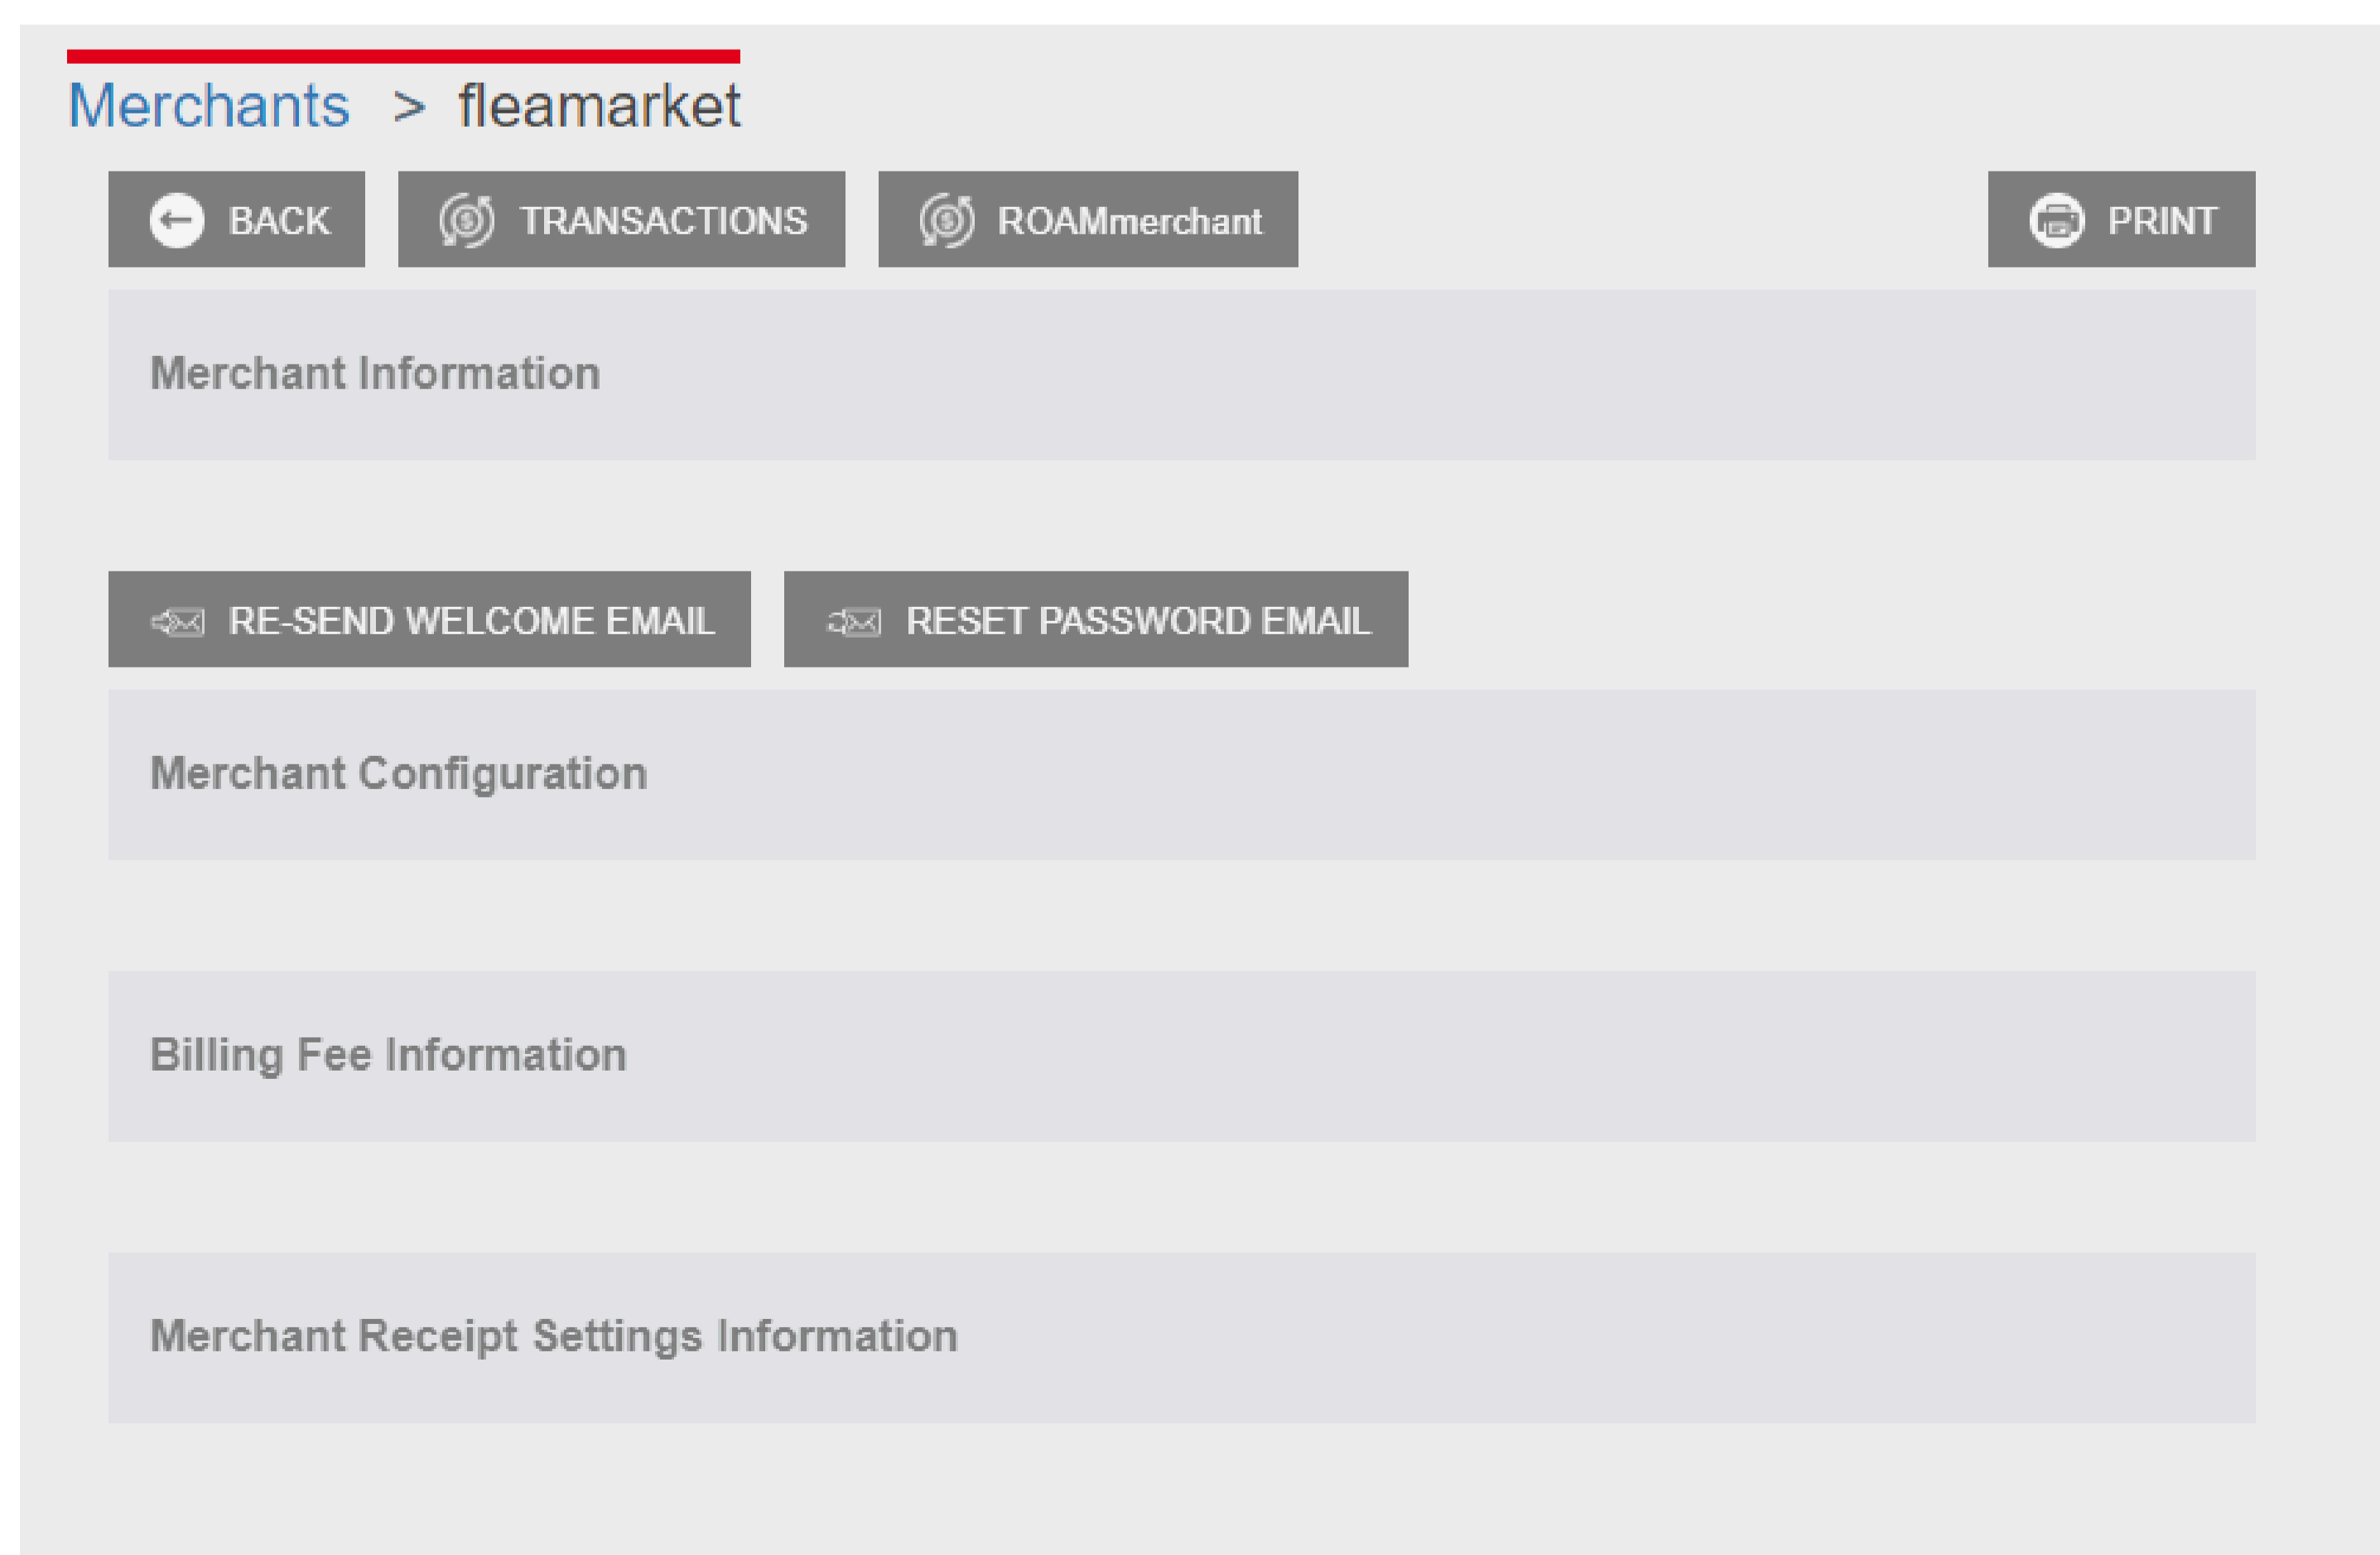 Merchants > fleamarket
BACK TRANSACTIONS ROAMmerchant PRINT
Merchant Information
RE-SEND WELCOME EMAIL RESET PASSWORD EMAIL
Merchant Configuration
Billing Fee Information
Merchant Receipt Settings Information